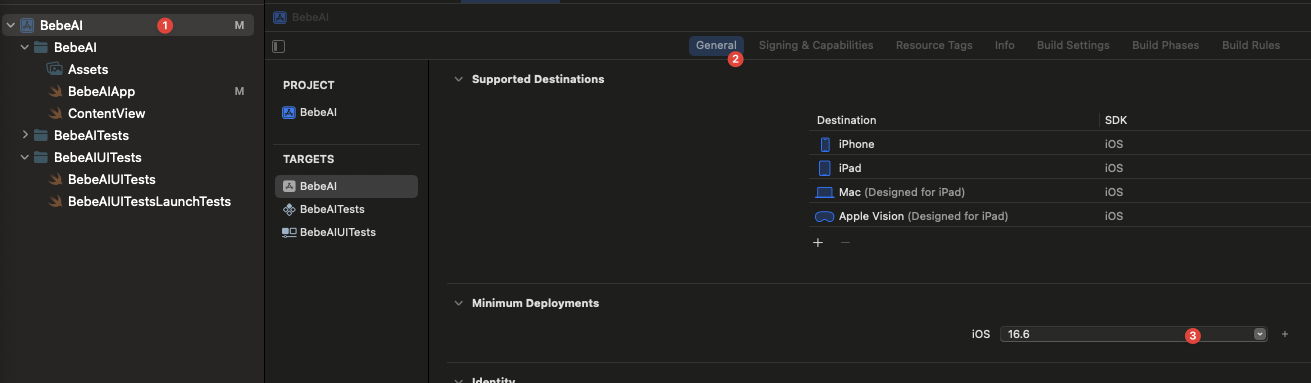 BebeAI 1 M
BebeAI
Assets
BebeAIApp M
ContentView
BebeAITests
BebeAIUITests
BebeAIUITests
BebeAIUITestsLaunchTests
BebeAI
General Signing & Capabilities Resource Tags Info Build Settings Build Phases Build Rules
2
PROJECT
BebeAI
TARGETS
BebeAI
BebeAITests
BebeAIUITests
Supported Destinations
Destination SDK
iPhone iOS
iPad iOS
Mac (Designed for iPad) iOS
Apple Vision (Designed for iPad) iOS
Minimum Deployments
iOS 16.6 3
Identity